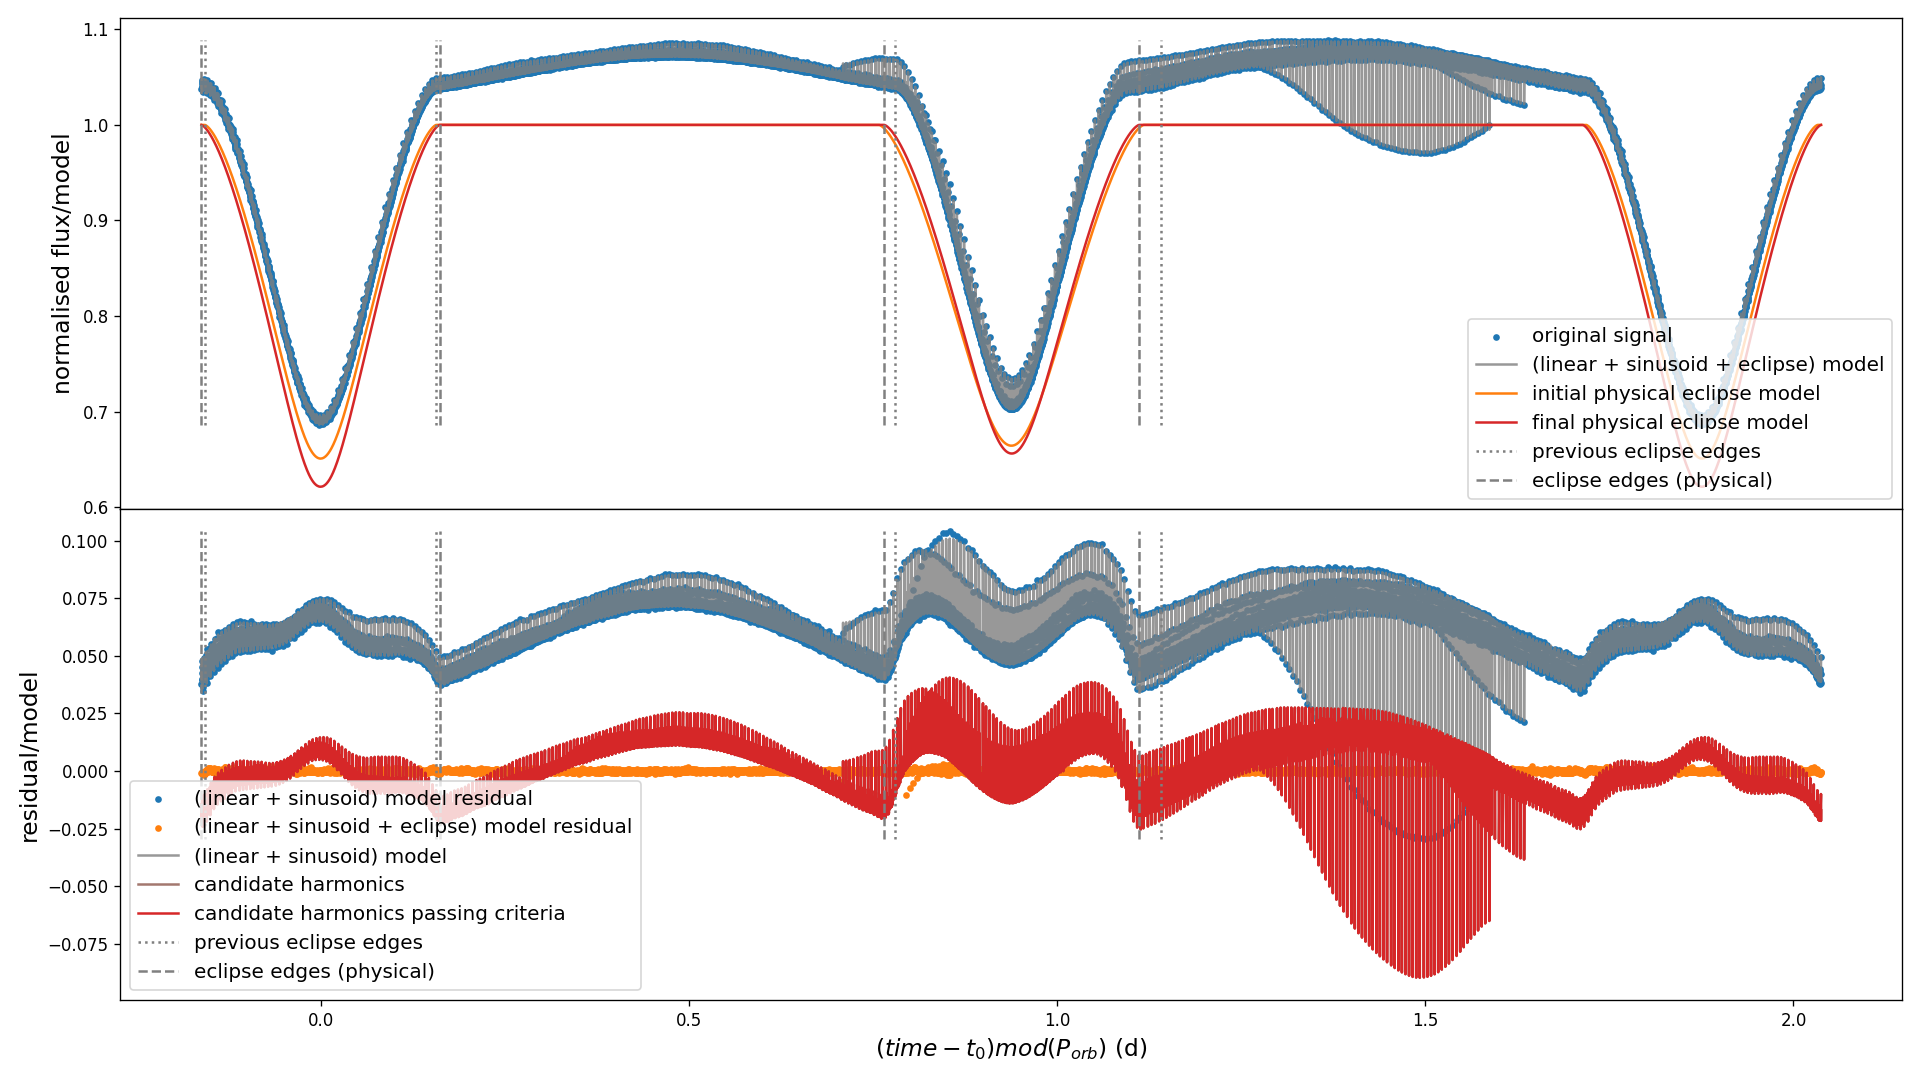 1.1
1.0
0.9
0.8
0.7
0.6
normalised flux/model
original signal
(linear + sinusoid + eclipse) model
initial physical eclipse model
final physical eclipse model
previous eclipse edges
eclipse edges (physical)
0.100
0.075
0.050
0.025
0.000
−0.025
−0.050
−0.075
residual/model
(linear + sinusoid) model residual
(linear + sinusoid + eclipse) model residual
(linear + sinusoid) model
candidate harmonics
candidate harmonics passing criteria
previous eclipse edges
eclipse edges (physical)
0.0 0.5 1.0 1.5 2.0
(time − t₀)mod(P_orb) (d)